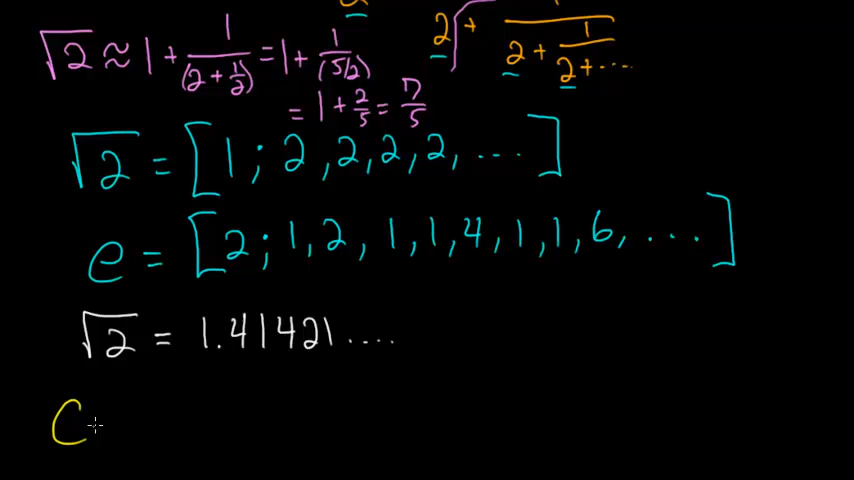 √2 ≈ 1 + 1/(2 + 1/2) = 1 + 1/(5/2)
= 1 + 2/5 = 7/5
2 + 1/(2 + 1/(2 + ....
√2 = [1; 2, 2, 2, 2, ...]
e = [2; 1, 2, 1, 1, 4, 1, 1, 6, ....]
√2 = 1.41421....
C